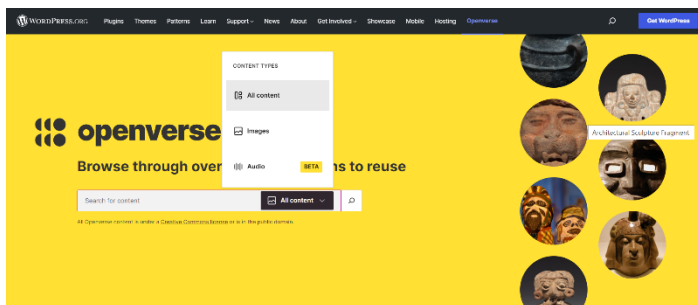 WORDPRESS.ORG Plugins Themes Patterns Learn Support News About Get Involved Showcase Mobile Hosting Openverse Get WordPress
CONTENT TYPES
All content
Images
Audio BETA
openverse
Browse through over ns to reuse
Architectural Sculpture Fragment
Search for content All content
All Openverse content is under a Creative Commons license or is in the public domain.